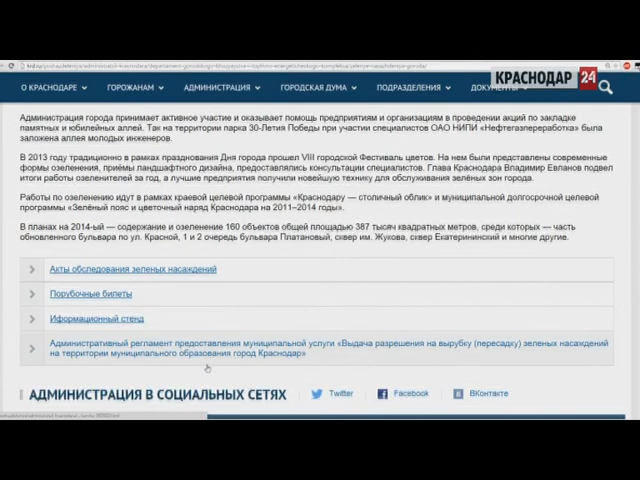 КРАСНОДАР 24
О КРАСНОДАРЕ ГОРОЖАНАМ АДМИНИСТРАЦИЯ ГОРОДСКАЯ ДУМА ПОДРАЗДЕЛЕНИЯ ДОКУМЕНТЫ
Администрация города принимает активное участие и оказывает помощь предприятиям и организациям в проведении акций по закладке
памятных и юбилейных аллей. Так на территории парка 30-Летия Победы при участии специалистов ОАО НИПИ «Нефтегазпереработка» была
заложена аллея молодых инженеров.
В 2013 году традиционно в рамках празднования Дня города прошел VIII городской Фестиваль цветов. На нем были представлены современные
формы озеленения, приёмы ландшафтного дизайна, предоставлялись консультации специалистов. Глава Краснодара Владимир Евланов подвел
итоги работы озеленителей за год, а лучшие предприятия получили новейшую технику для обслуживания зелёных зон города.
Работы по озеленению идут в рамках краевой целевой программы «Краснодару — столичный облик» и муниципальной долгосрочной целевой
программы «Зелёный пояс и цветочный наряд Краснодара на 2011–2014 годы».
В планах на 2014-ый — содержание и озеленение 160 объектов общей площадью 387 тысяч квадратных метров, среди которых — часть
обновленного бульвара по ул. Красной, 1 и 2 очередь бульвара Платановый, сквер им. Жукова, сквер Екатерининский и многие другие.
Акты обследования зеленых насаждений
Порубочные билеты
Иформационный стенд
Административный регламент предоставления муниципальной услуги «Выдача разрешения на вырубку (пересадку) зеленых насаждений
на территории муниципального образования город Краснодар»
АДМИНИСТРАЦИЯ В СОЦИАЛЬНЫХ СЕТЯХ Twitter Facebook ВКонтакте